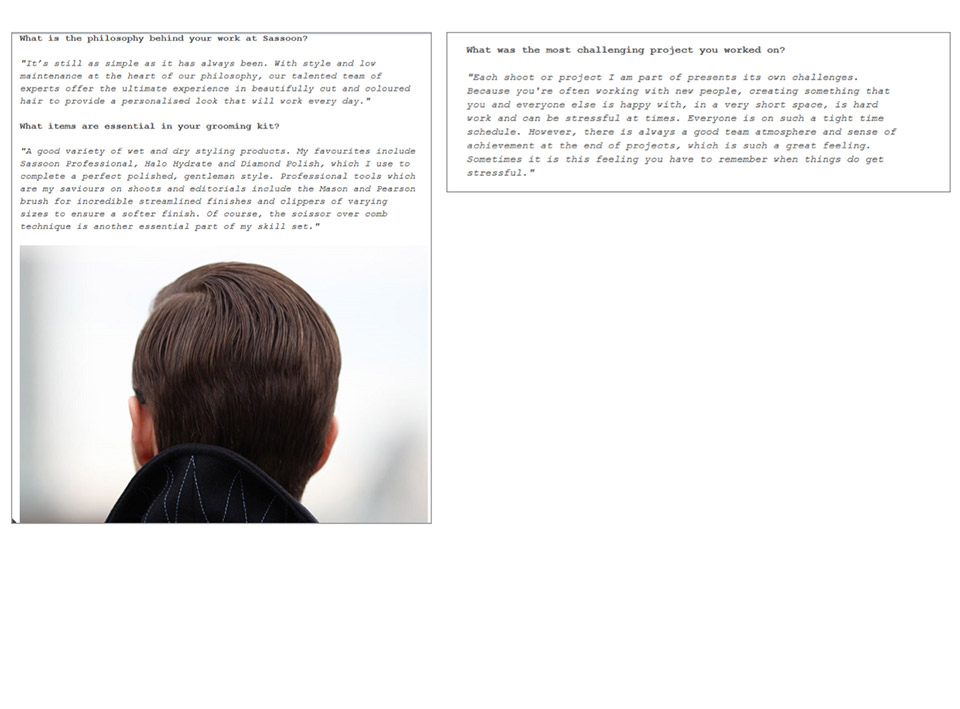 What is the philosophy behind your work at Sassoon?
"It's still as simple as it has always been. With style and low
maintenance at the heart of our philosophy, our talented team of
experts offer the ultimate experience in beautifully cut and coloured
hair to provide a personalised look that will work every day."
What items are essential in your grooming kit?
"A good variety of wet and dry styling products. My favourites include
Sassoon Professional, Halo Hydrate and Diamond Polish, which I use to
complete a perfect polished, gentleman style. Professional tools which
are my saviours on shoots and editorials include the Mason and Pearson
brush for incredible streamlined finishes and clippers of varying
sizes to ensure a softer finish. Of course, the scissor over comb
technique is another essential part of my skill set."
What was the most challenging project you worked on?
"Each shoot or project I am part of presents its own challenges.
Because you're often working with new people, creating something that
you and everyone else is happy with, in a very short space, is hard
work and can be stressful at times. Everyone is on such a tight time
schedule. However, there is always a good team atmosphere and sense of
achievement at the end of projects, which is such a great feeling.
Sometimes it is this feeling you have to remember when things do get
stressful."